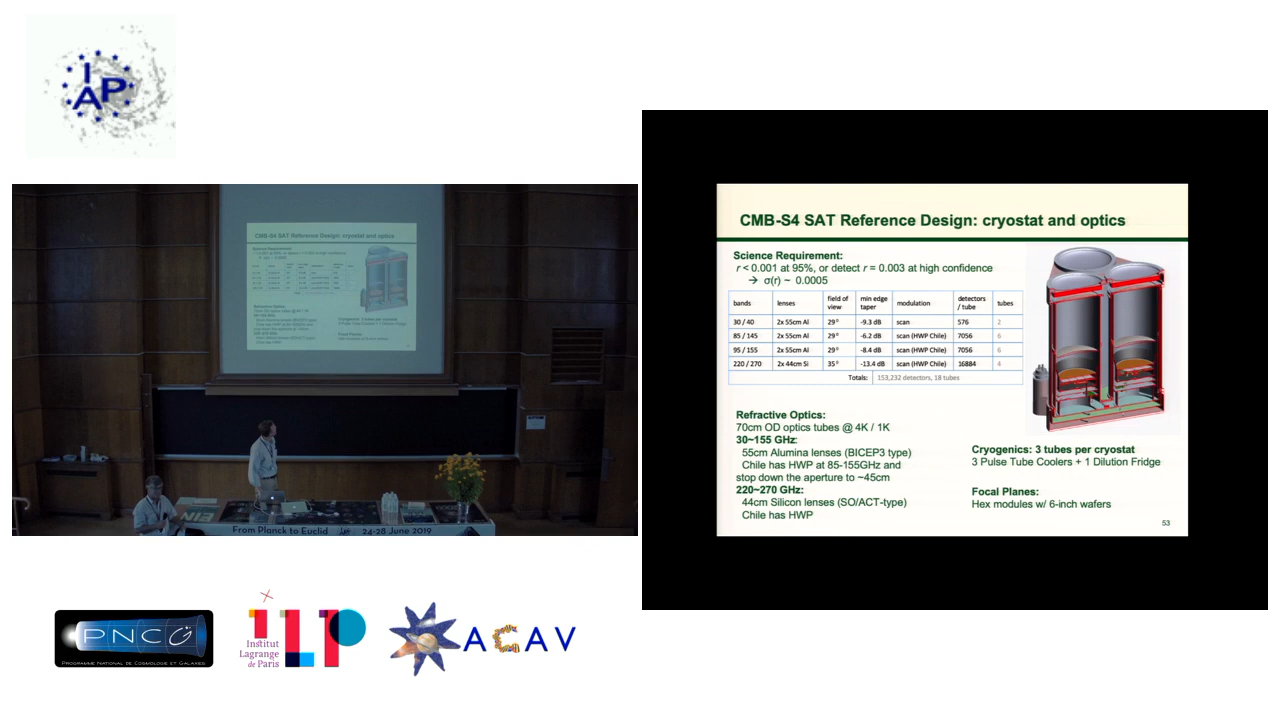 IAP
CMB-S4 SAT Reference Design: cryostat and optics
Science Requirement:
r < 0.001 at 95%, or detect r = 0.003 at high confidence
→ σ(r) ~ 0.0005
bands lenses field of view min edge taper modulation detectors / tube tubes
30 / 40 2x 55cm Al 29° -9.3 dB scan 576 2
85 / 145 2x 55cm Al 29° -6.2 dB scan (HWP Chile) 7056 6
95 / 155 2x 55cm Al 29° -8.4 dB scan (HWP Chile) 7056 6
220 / 270 2x 44cm Si 35° -13.4 dB scan (HWP Chile) 16884 4
Totals: 153,232 detectors, 18 tubes
Refractive Optics:
70cm OD optics tubes @ 4K / 1K
30~155 GHz:
55cm Alumina lenses (BICEP3 type)
Chile has HWP at 85-155GHz and
stop down the aperture to ~45cm
220~270 GHz:
44cm Silicon lenses (SO/ACT-type)
Chile has HWP
Cryogenics: 3 tubes per cryostat
3 Pulse Tube Coolers + 1 Dilution Fridge
Focal Planes:
Hex modules w/ 6-inch wafers
53
CMB-S4 SAT Reference Design: cryostat and optics
From Planck to Euclid 24-28 June 2019
PNCG
PROGRAMME NATIONAL DE COSMOLOGIE ET GALAXIES
ILP
Institut
Lagrange
de Paris
ACAV